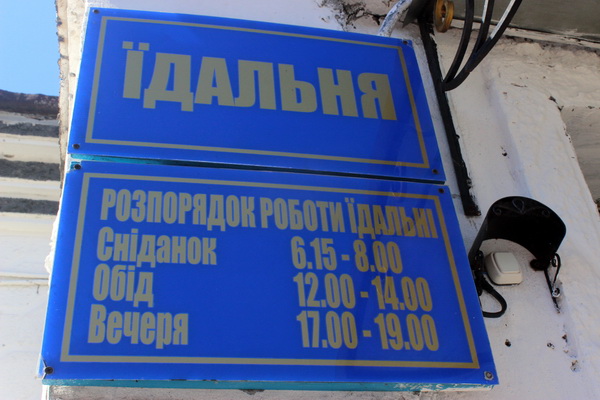 ЇДАЛЬНЯ
РОЗПОРЯДОК РОБОТИ ЇДАЛЬНІ
Сніданок 6.15 - 8.00
Обід 12.00 - 14.00
Вечеря 17.00 - 19.00